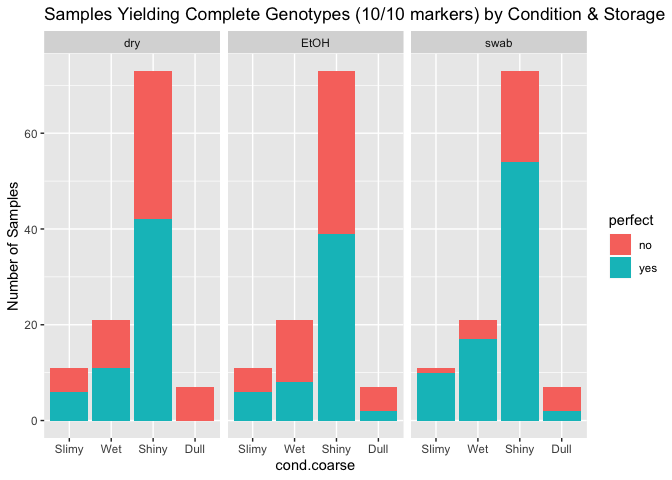 Samples Yielding Complete Genotypes (10/10 markers) by Condition & Storage
dry
EtOH
swab
60
40
20
0
Number of Samples
Slimy Wet Shiny Dull
Slimy Wet Shiny Dull
Slimy Wet Shiny Dull
cond.coarse
perfect
no
yes